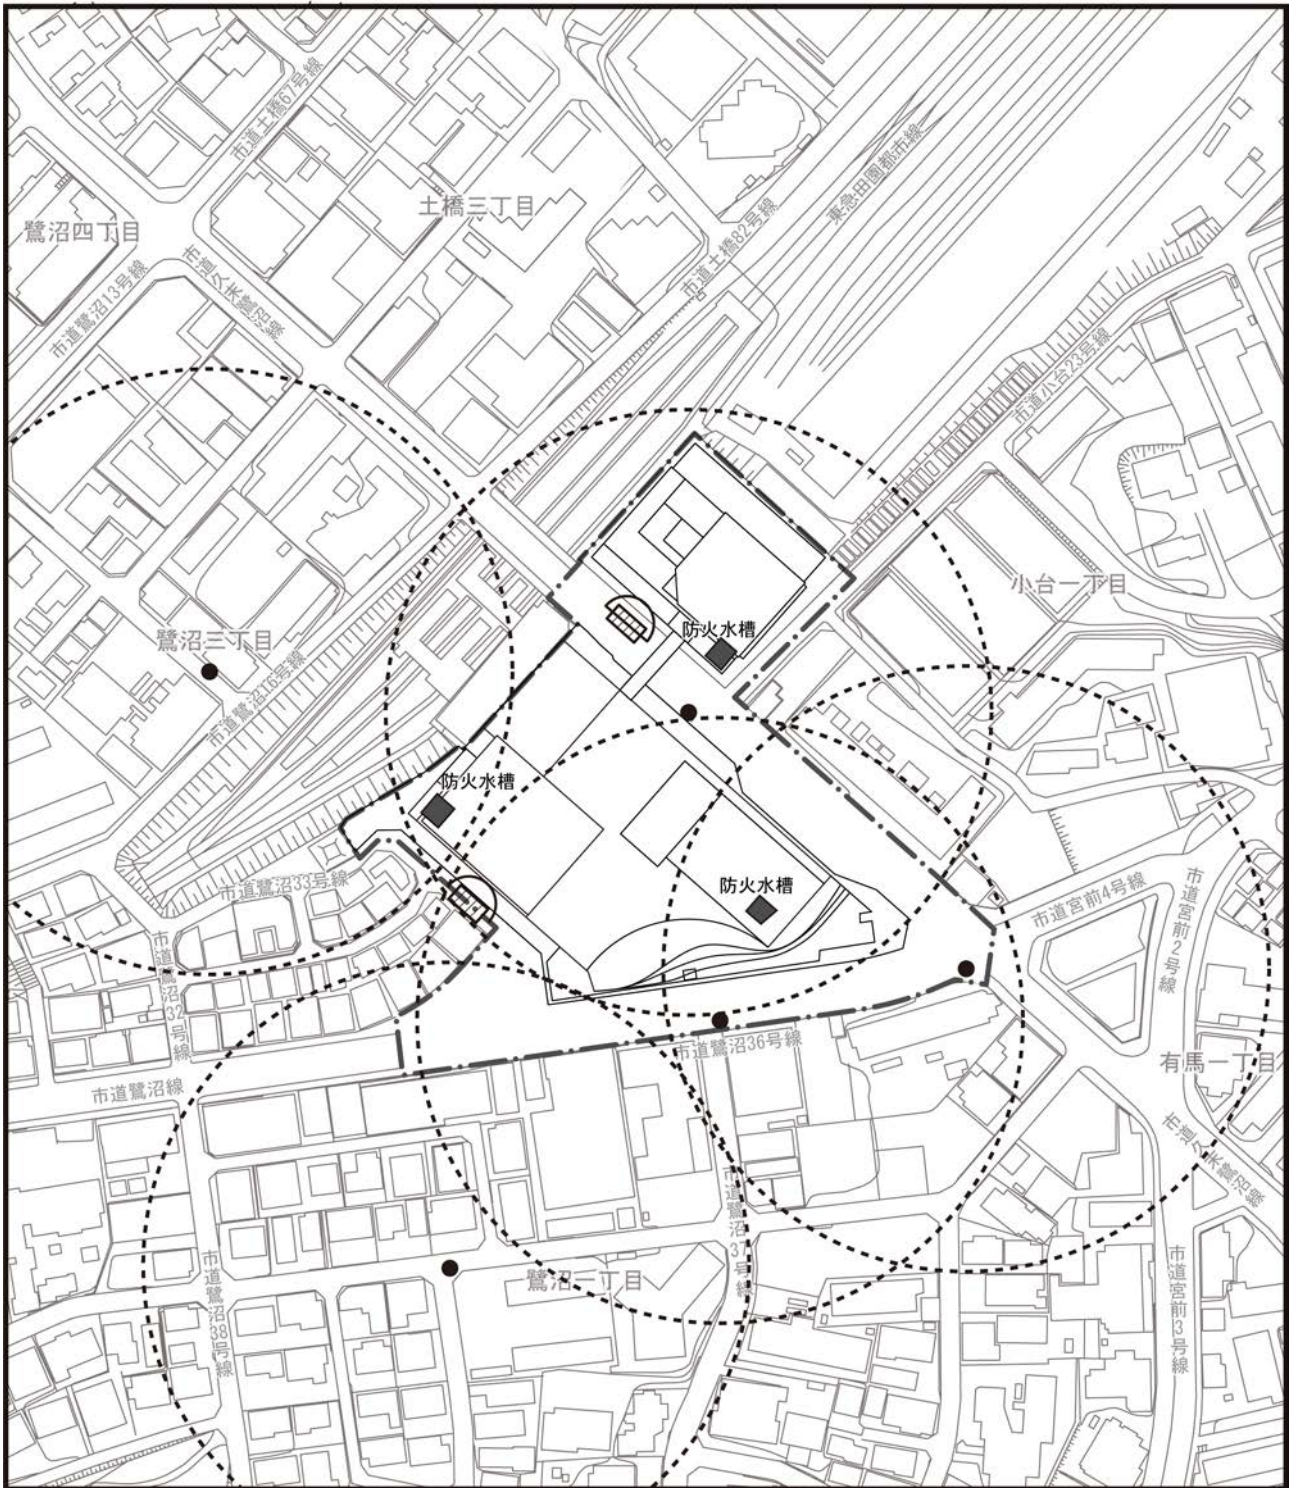 市道土橋67号線
土橋三丁目
鷺沼四丁目
東急田園都市線
市道土橋82号線
市道久末鷺沼線
市道鷺沼13号線
市道小台23号線
小台一丁目
防火水槽
鷺沼三丁目
市道鷺沼16号線
防火水槽
防火水槽
市道鷺沼33号線
市道宮前4号線
市道宮前2号線
市道鷺沼32号線
市道鷺沼36号線
有馬一丁目
市道鷺沼線
市道久末鷺沼線
市道鷺沼37号線
鷺沼一丁目
市道鷺沼38号線
市道宮前3号線